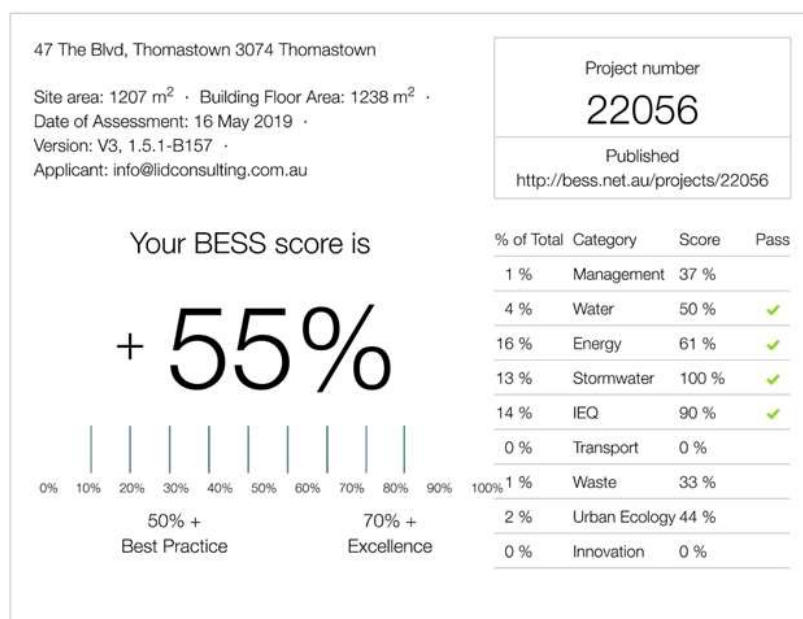 47 The Blvd, Thomastown 3074 Thomastown
Site area: 1207 m² · Building Floor Area: 1238 m² ·
Date of Assessment: 16 May 2019 ·
Version: V3, 1.5.1-B157 ·
Applicant: info@lidconsulting.com.au
Project number
22056
Published
http://bess.net.au/projects/22056
Your BESS score is
+ 55%
0% 10% 20% 30% 40% 50% 60% 70% 80% 90% 100%
50% + 70% +
Best Practice Excellence
% of Total Category Score Pass
1 % Management 37 %
4 % Water 50 % ✓
16 % Energy 61 % ✓
13 % Stormwater 100 % ✓
14 % IEQ 90 % ✓
0 % Transport 0 %
1 % Waste 33 %
2 % Urban Ecology 44 %
0 % Innovation 0 %